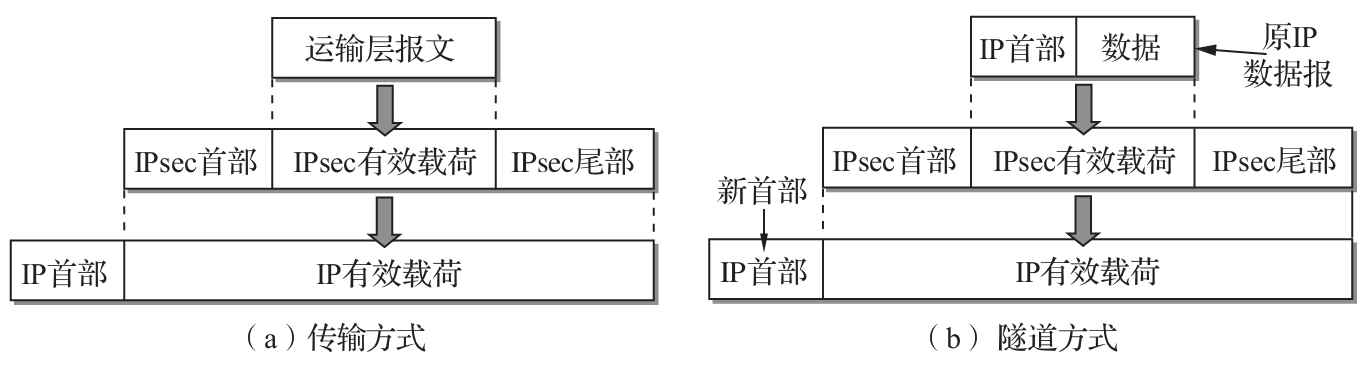 运输层报文
IPsec首部 IPsec有效载荷 IPsec尾部
IP首部 IP有效载荷
（a）传输方式
IP首部 数据
原IP
数据报
IPsec首部 IPsec有效载荷 IPsec尾部
新首部
IP首部 IP有效载荷
（b）隧道方式